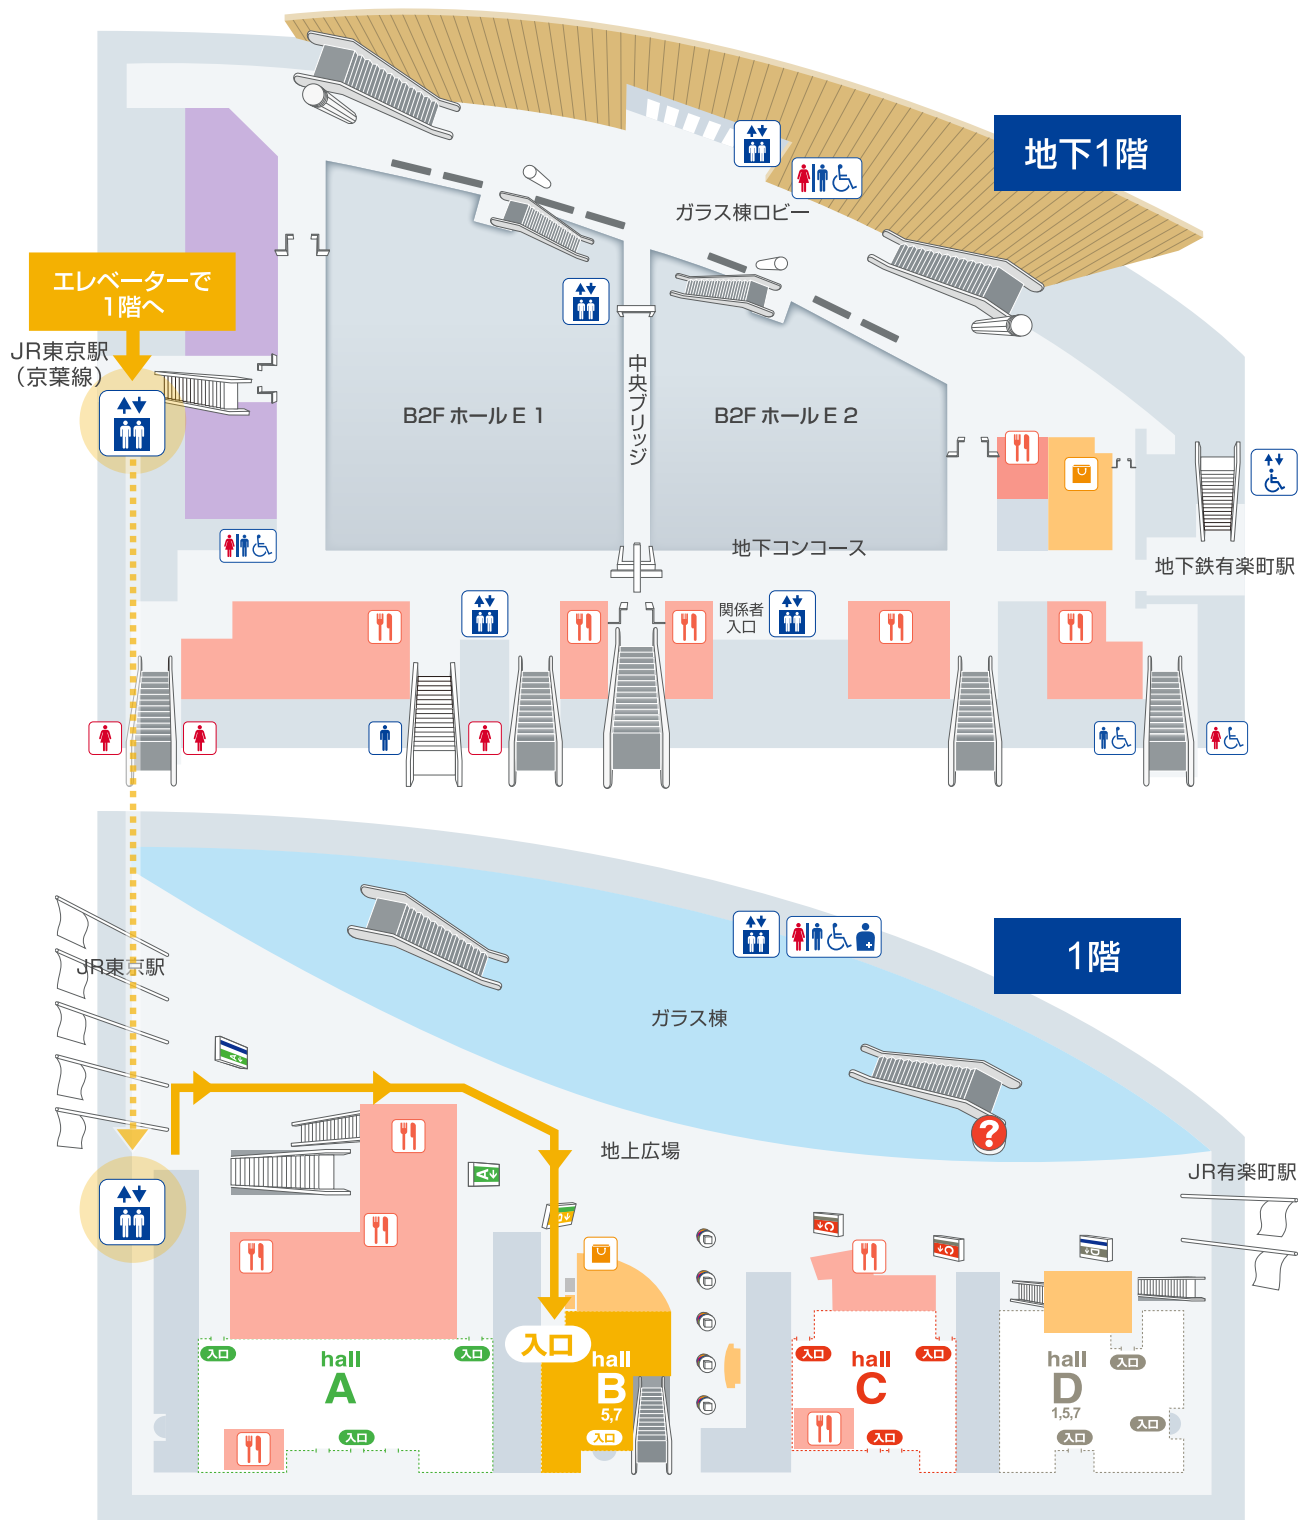 地下1階
ガラス棟ロビー
エレベーターで
1階へ
JR東京駅
（京葉線）
中央ブリッジ
B2F ホール E 1
B2F ホール E 2
地下コンコース
地下鉄有楽町駅
関係者
入口
1階
JR東京駅
ガラス棟
A
地上広場
A
JR有楽町駅
C
C
D
入口
入口
入口
hall
A
入口
hall
B
5,7
入口
入口
入口
hall
C
入口
hall
D
1,5,7
入口
入口
入口
?